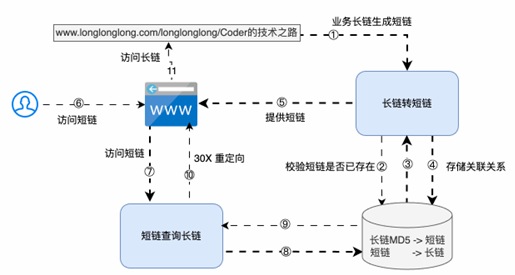 业务长链生成短链
www.longlonglong.com/longlonglong/Coder的技术之路
①
访问长链
11
⑥
访问短链
WWW
⑤
提供短链
长链转短链
访问短链
⑦
30X 重定向
⑩
校验短链是否已存在
②
③
④
存储关联关系
短链查询长链
⑨
⑧
长链MD5 -> 短链
短链 -> 长链